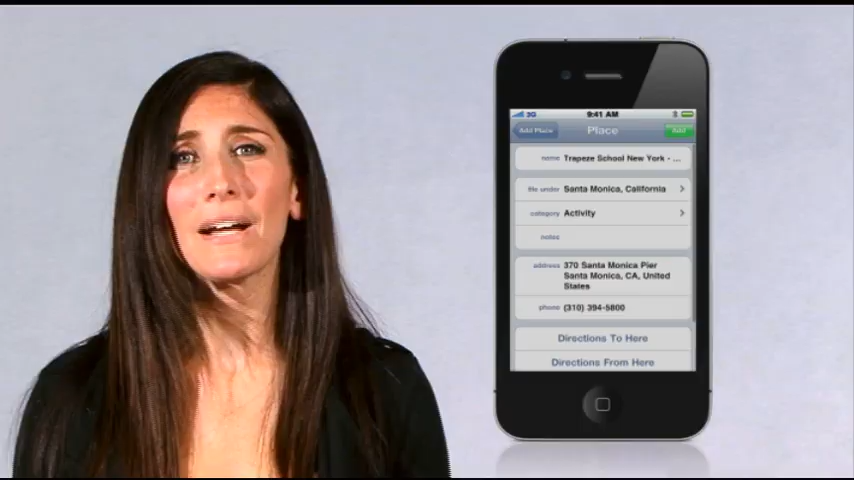 3G 9:41 AM
Add Place Place Add
name Trapeze School New York - ...
file under Santa Monica, California
category Activity
notes
address 370 Santa Monica Pier
Santa Monica, CA, United
States
phone (310) 394-5800
Directions To Here
Directions From Here